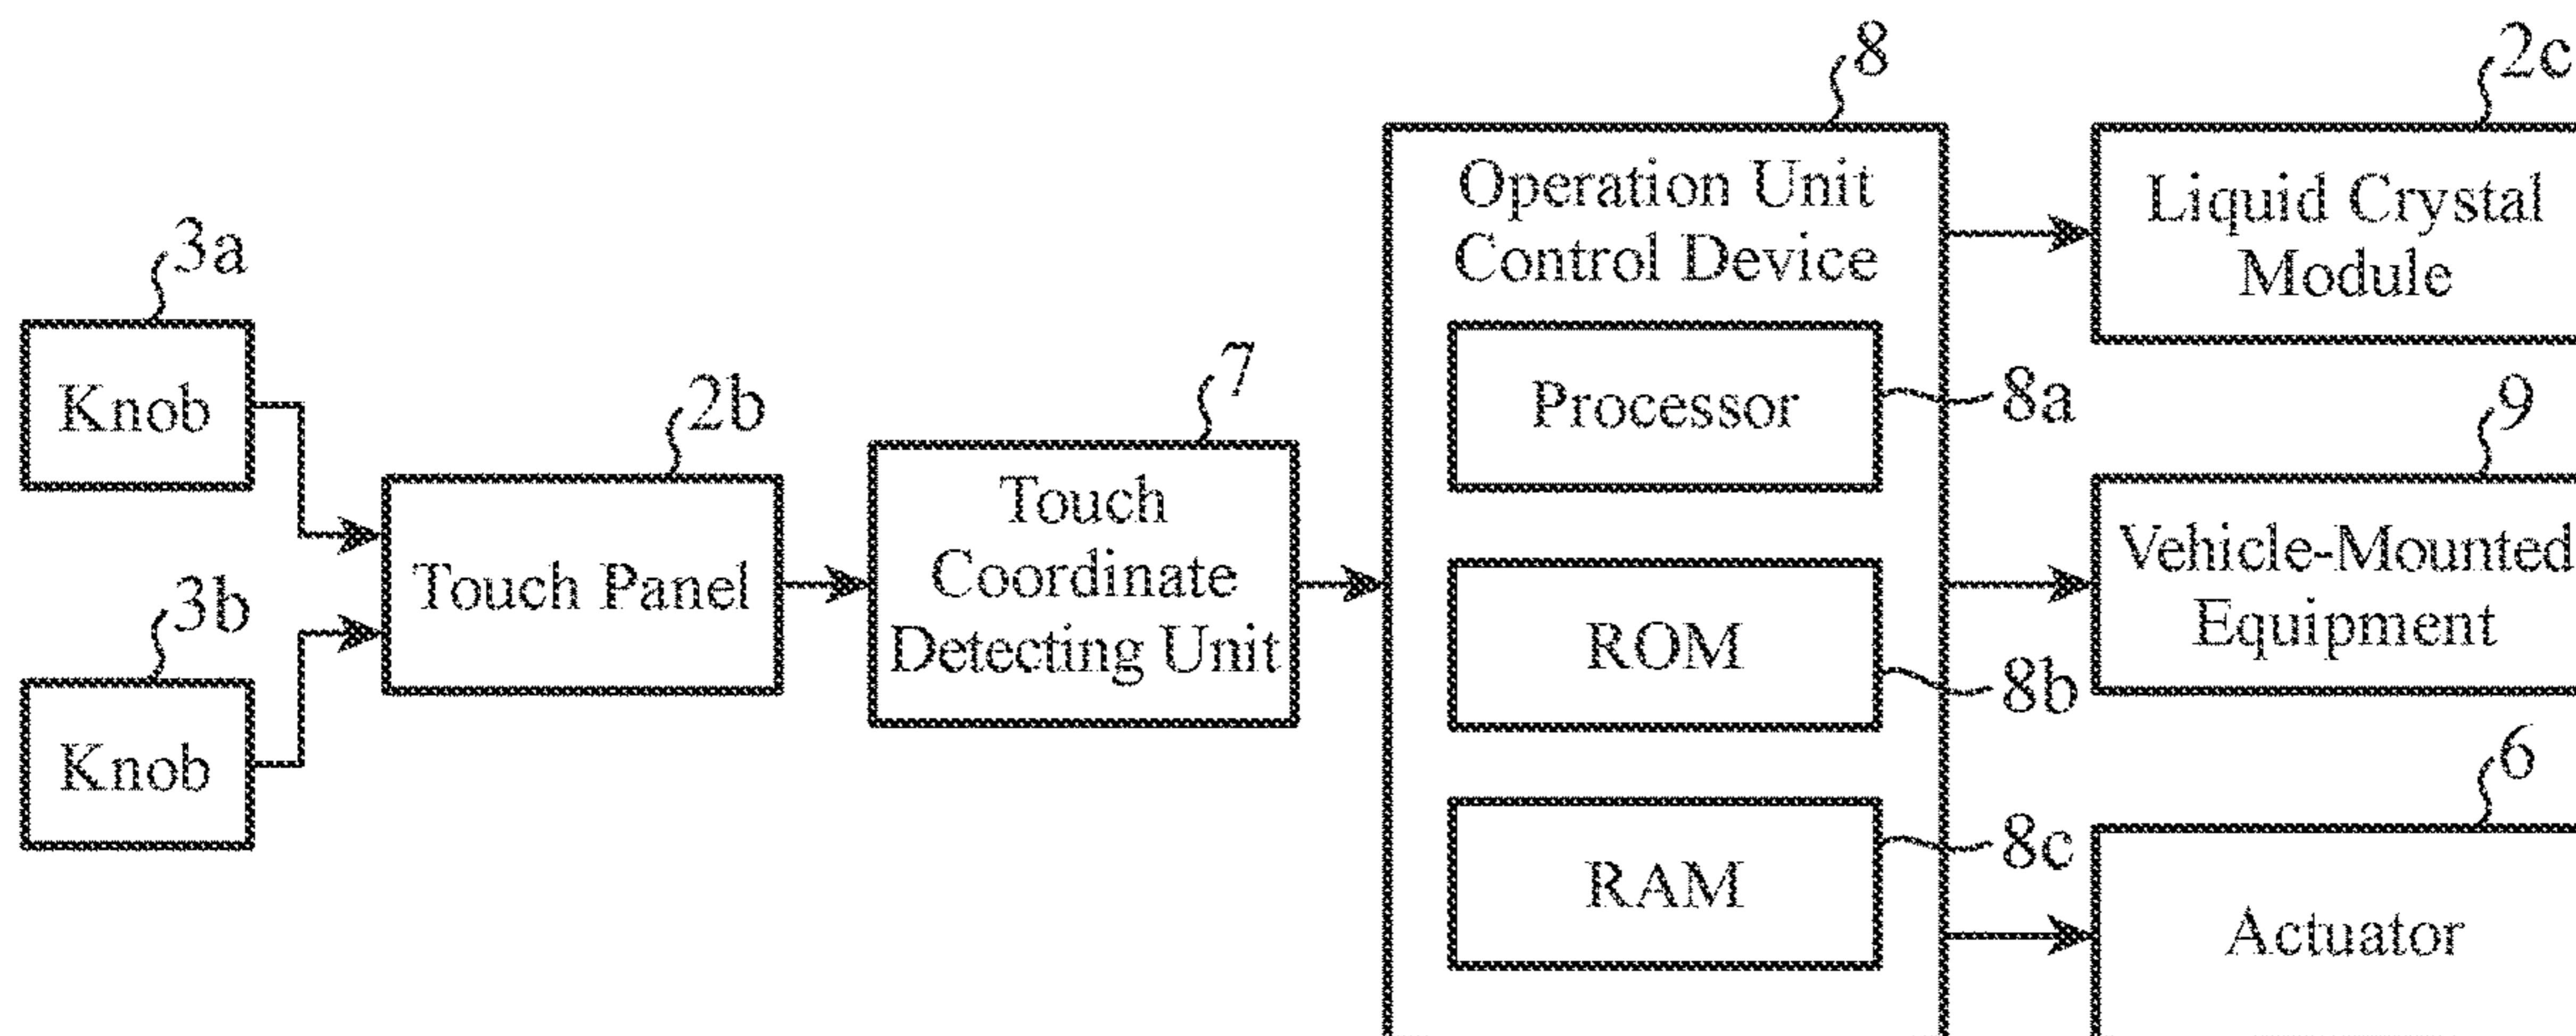 3a
Knob
3b
Knob
2b
Touch Panel
7
Touch
Coordinate
Detecting Unit
8
Operation Unit
Control Device
Processor
8a
ROM
8b
RAM
8c
2c
Liquid Crystal
Module
9
Vehicle-Mounted
Equipment
6
Actuator